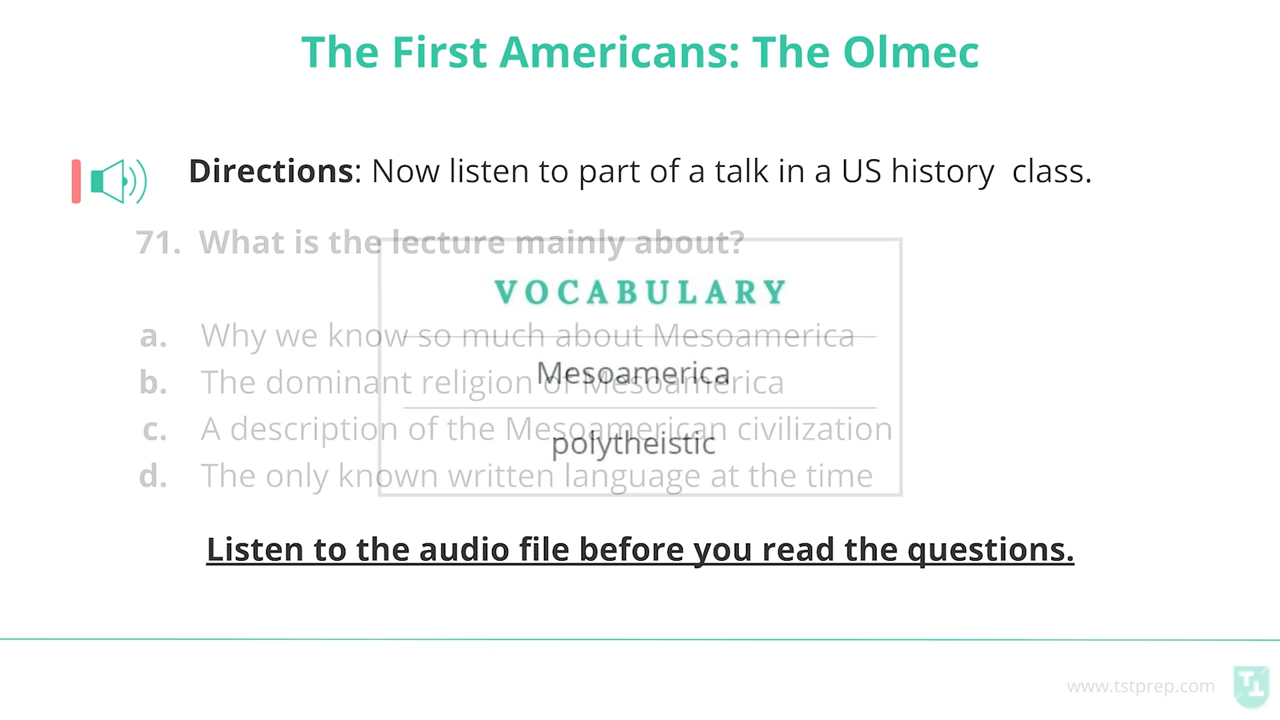 The First Americans: The Olmec
Directions: Now listen to part of a talk in a US history class.
71. What is the lecture mainly about?
VOCABULARY
a. Why we know so much about Mesoamerica
Mesoamerica
b. The dominant religion of Mesoamerica
c. A description of the Mesoamerican civilization
polytheistic
d. The only known written language at the time
Listen to the audio file before you read the questions.
www.tstprep.com